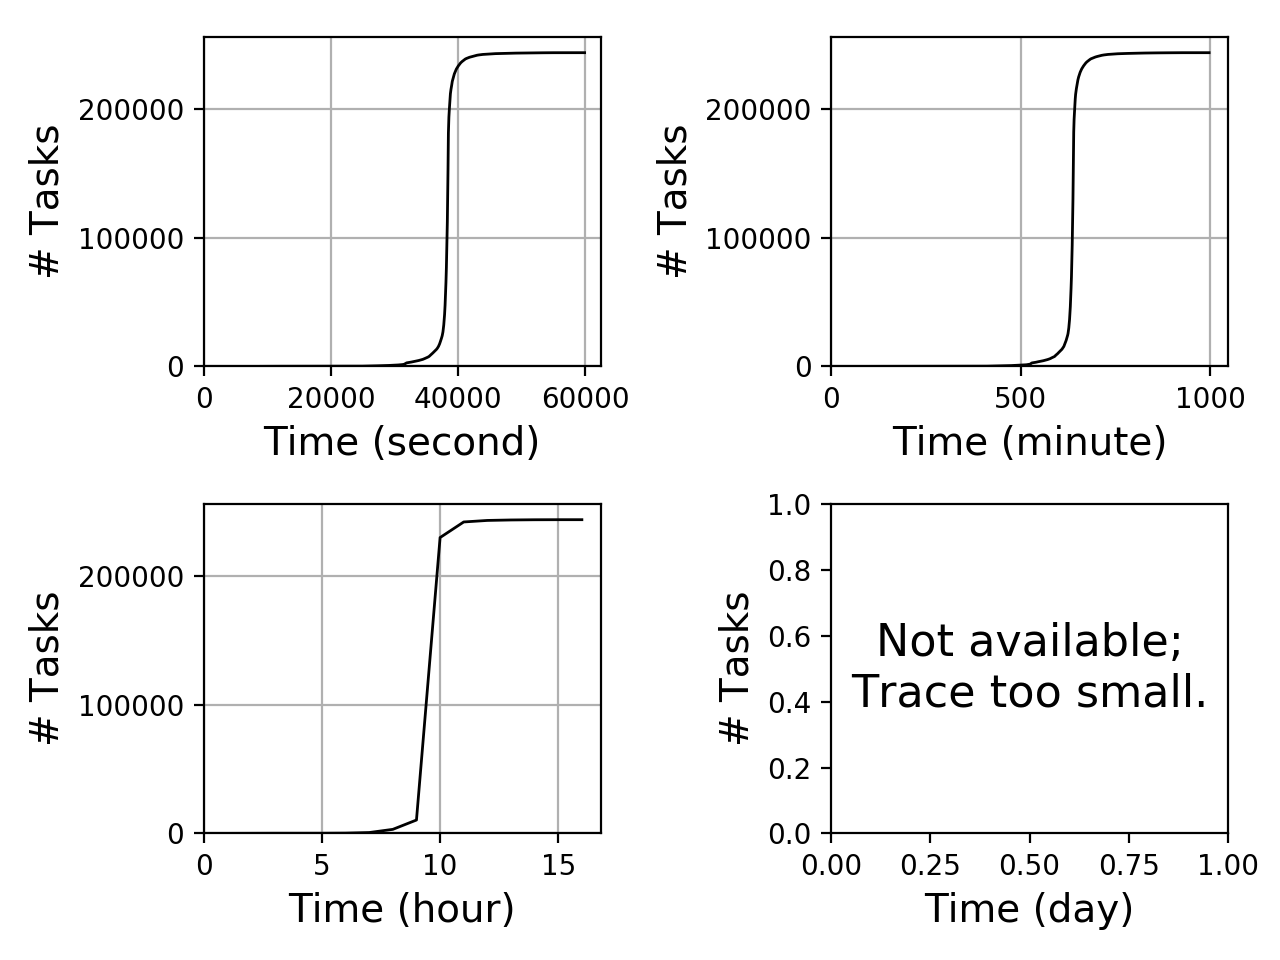 # Tasks
200000
100000
0
0 20000 40000 60000
Time (second)
# Tasks
200000
100000
0
0 500 1000
Time (minute)
# Tasks
200000
100000
0
0 5 10 15
Time (hour)
# Tasks
1.0
0.8
0.6
0.4
0.2
0.0
Not available;
Trace too small.
0.00 0.25 0.50 0.75 1.00
Time (day)